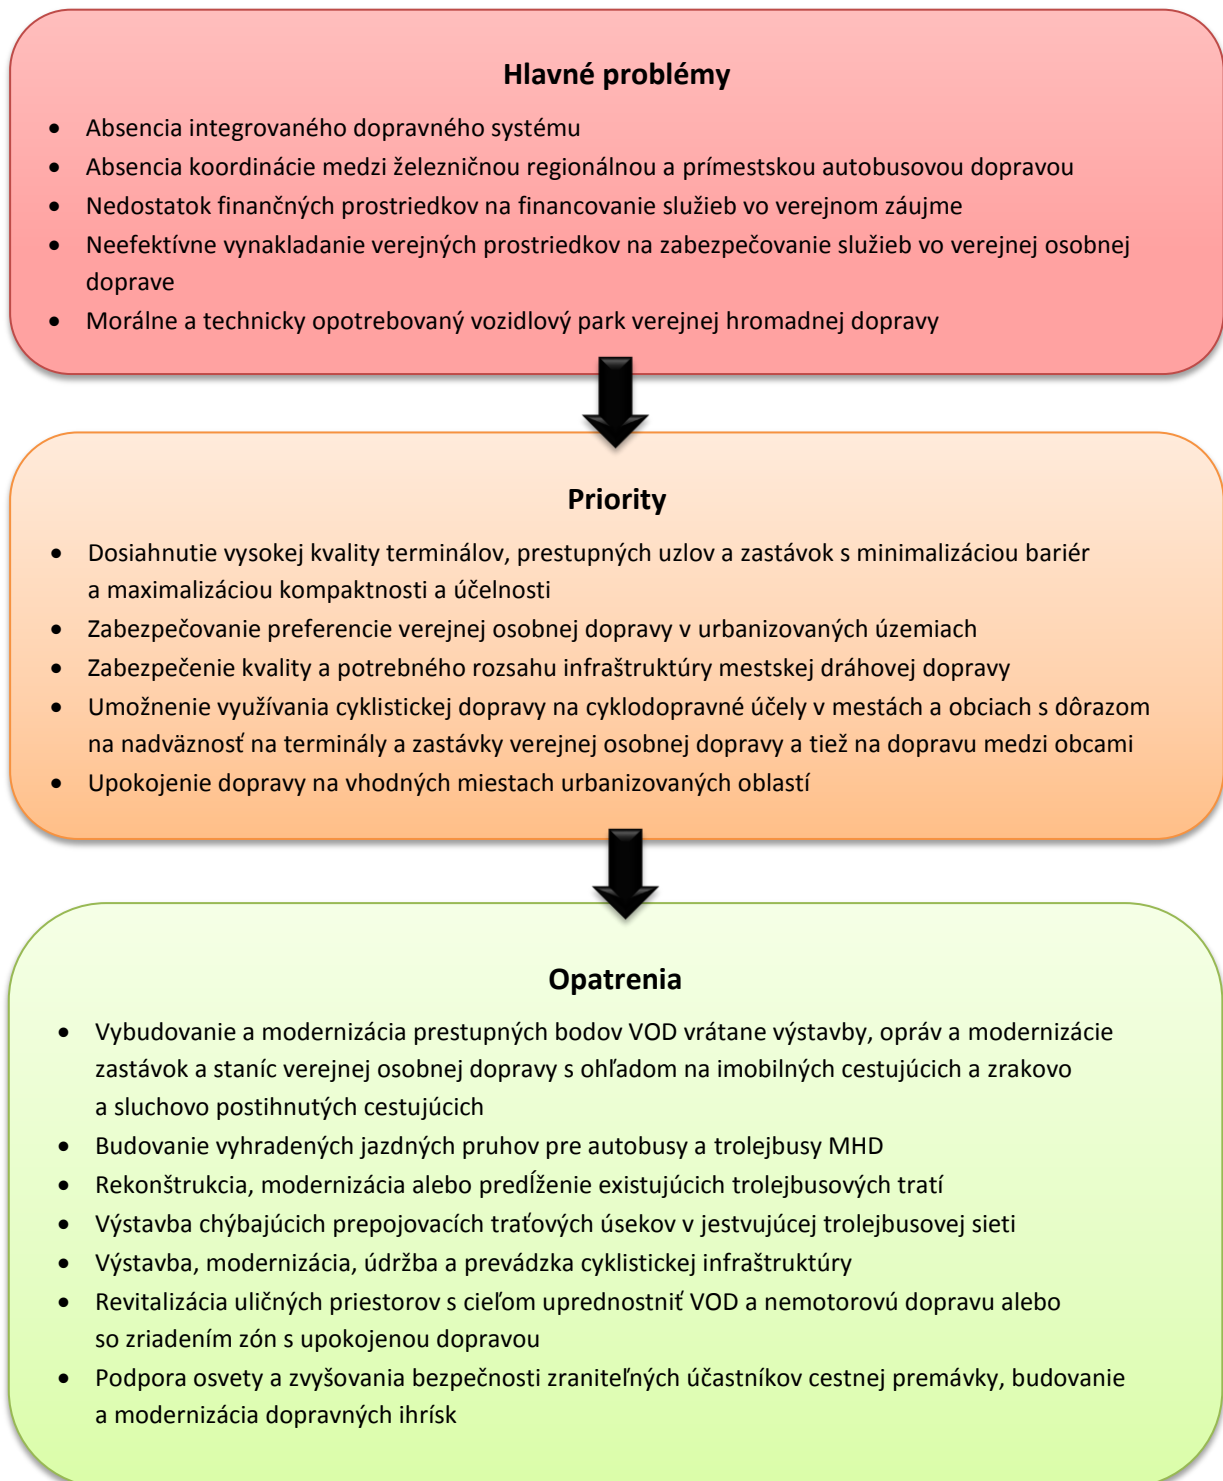 Hlavné problémy
• Absencia integrovaného dopravného systému
• Absencia koordinácie medzi železničnou regionálnou a prímestskou autobusovou dopravou
• Nedostatok finančných prostriedkov na financovanie služieb vo verejnom záujme
• Neefektívne vynakladanie verejných prostriedkov na zabezpečovanie služieb vo verejnej osobnej
doprave
• Morálne a technicky opotrebovaný vozidlový park verejnej hromadnej dopravy
Priority
• Dosiahnutie vysokej kvality terminálov, prestupných uzlov a zastávok s minimalizáciou bariér
a maximalizáciou kompaktnosti a účelnosti
• Zabezpečovanie preferencie verejnej osobnej dopravy v urbanizovaných územiach
• Zabezpečenie kvality a potrebného rozsahu infraštruktúry mestskej dráhovej dopravy
• Umožnenie využívania cyklistickej dopravy na cyklodopravné účely v mestách a obciach s dôrazom
na nadväznosť na terminály a zastávky verejnej osobnej dopravy a tiež na dopravu medzi obcami
• Upokojenie dopravy na vhodných miestach urbanizovaných oblastí
Opatrenia
• Vybudovanie a modernizácia prestupných bodov VOD vrátane výstavby, opráv a modernizácie
zastávok a staníc verejnej osobnej dopravy s ohľadom na imobilných cestujúcich a zrakovo
a sluchovo postihnutých cestujúcich
• Budovanie vyhradených jazdných pruhov pre autobusy a trolejbusy MHD
• Rekonštrukcia, modernizácia alebo predĺženie existujúcich trolejbusových tratí
• Výstavba chýbajúcich prepojovacích traťových úsekov v jestvujúcej trolejbusovej sieti
• Výstavba, modernizácia, údržba a prevádzka cyklistickej infraštruktúry
• Revitalizácia uličných priestorov s cieľom uprednostniť VOD a nemotorovú dopravu alebo
so zriadením zón s upokojenou dopravou
• Podpora osvety a zvyšovania bezpečnosti zraniteľných účastníkov cestnej premávky, budovanie
a modernizácia dopravných ihrísk